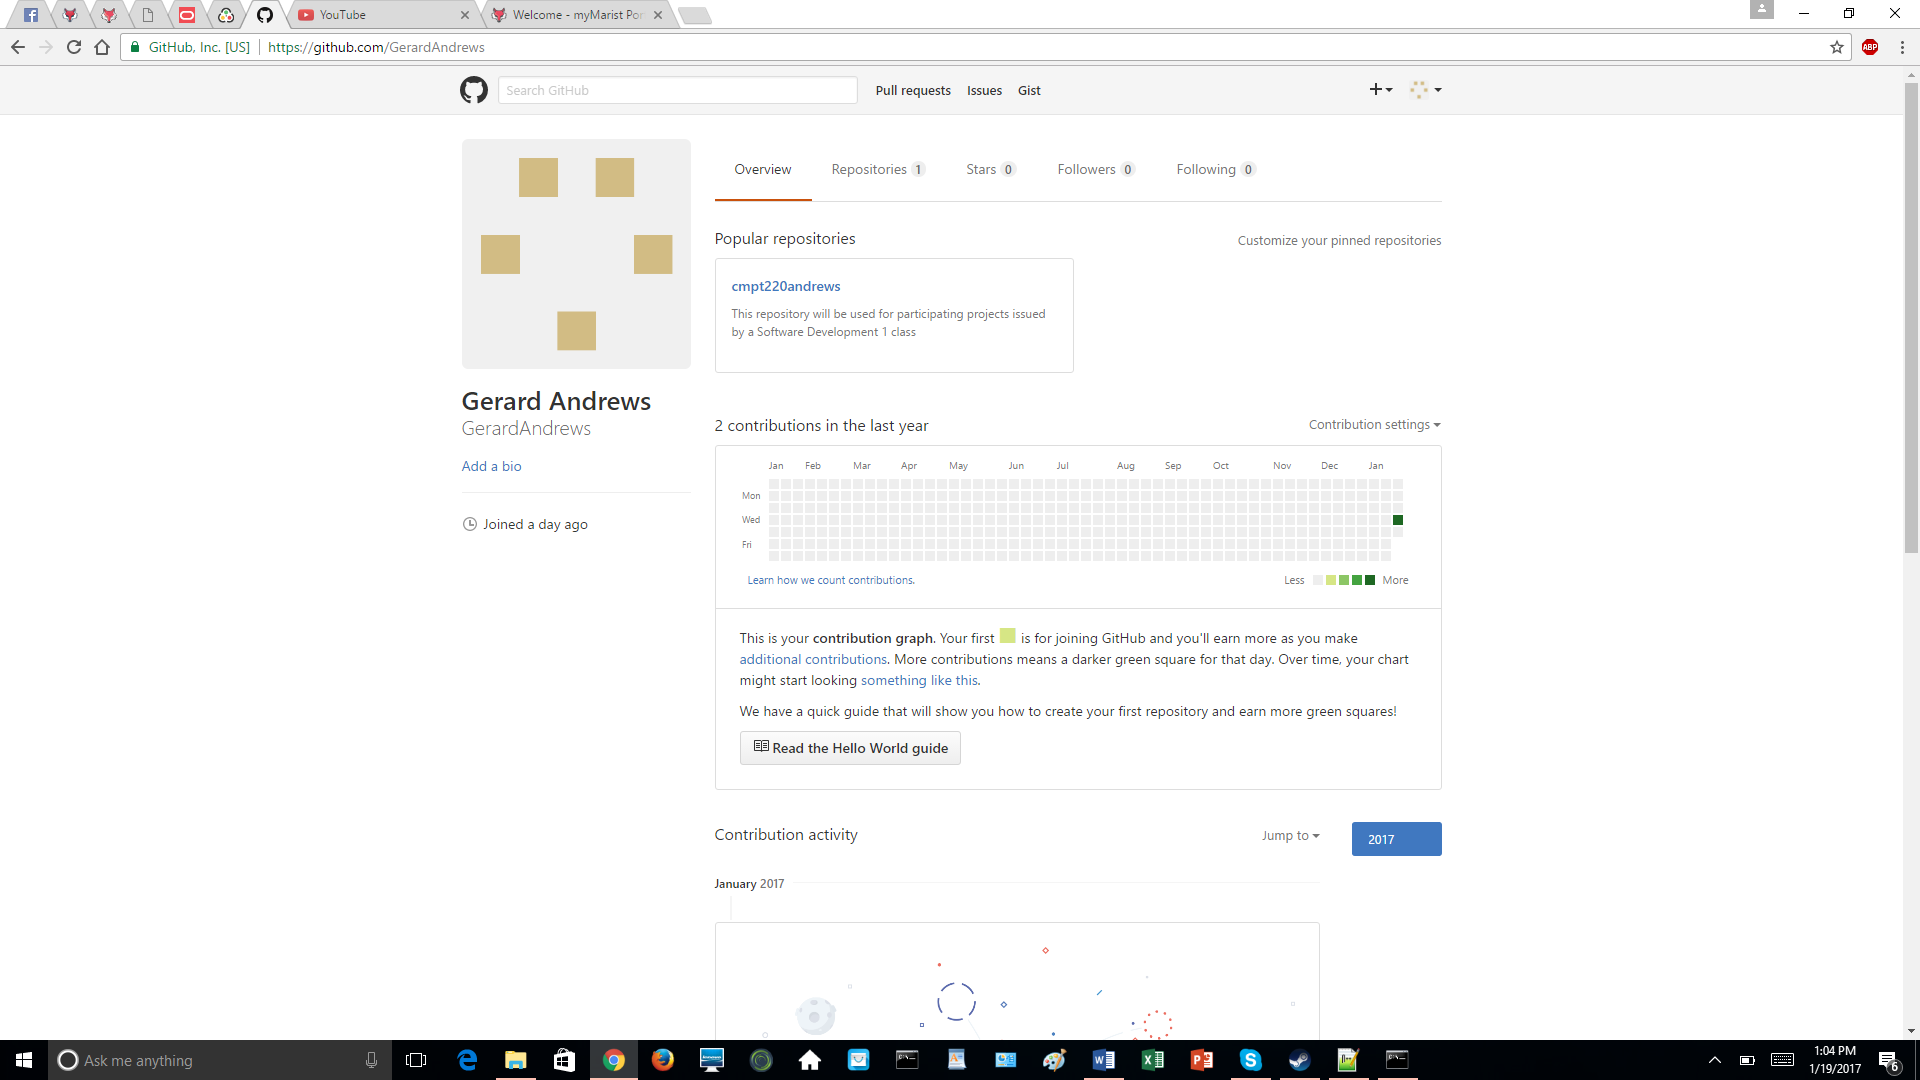 YouTube
Welcome - myMarist Por
GitHub, Inc. [US]
https://github.com/GerardAndrews
ABP
Search GitHub
Pull requests
Issues
Gist
Overview
Repositories 1
Stars 0
Followers 0
Following 0
Popular repositories
Customize your pinned repositories
cmpt220andrews
This repository will be used for participating projects issued
by a Software Development 1 class
Gerard Andrews
GerardAndrews
Add a bio
Joined a day ago
2 contributions in the last year
Contribution settings
Jan Feb Mar Apr May Jun Jul Aug Sep Oct Nov Dec Jan
Mon
Wed
Fri
Learn how we count contributions.
Less
More
This is your contribution graph. Your first is for joining GitHub and you'll earn more as you make
additional contributions. More contributions means a darker green square for that day. Over time, your chart
might start looking something like this.
We have a quick guide that will show you how to create your first repository and earn more green squares!
Read the Hello World guide
Contribution activity
Jump to
2017
January 2017
Ask me anything
1:04 PM
1/19/2017
6